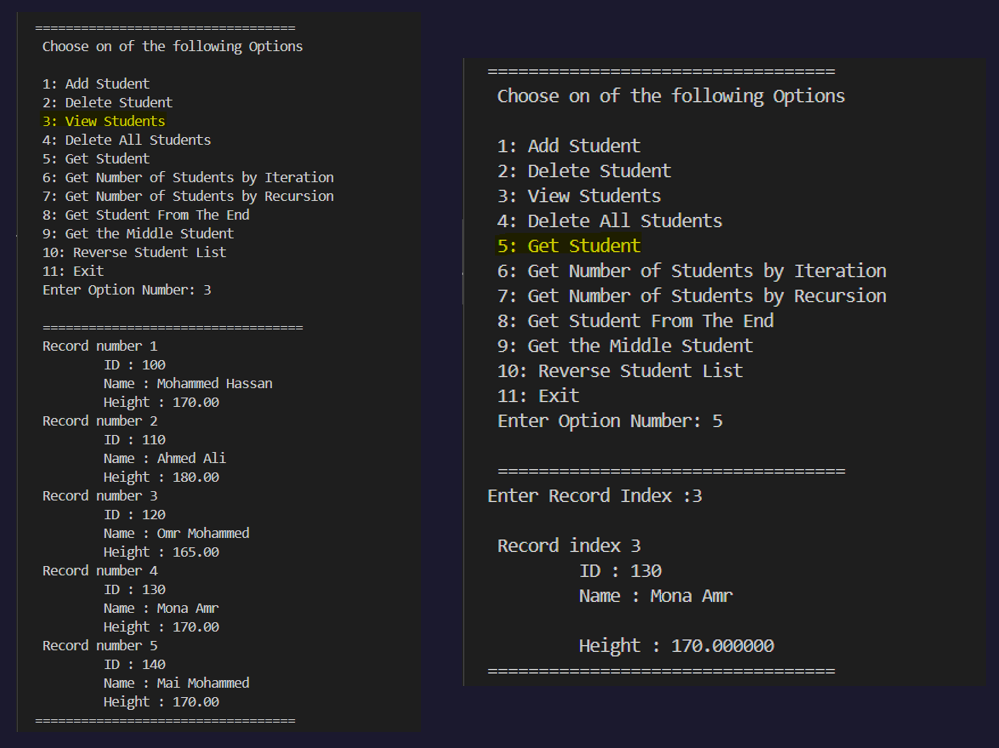 ==================================
Choose on of the following Options
1: Add Student
2: Delete Student
3: View Students
4: Delete All Students
5: Get Student
6: Get Number of Students by Iteration
7: Get Number of Students by Recursion
8: Get Student From The End
9: Get the Middle Student
10: Reverse Student List
11: Exit
Enter Option Number: 3
==================================
Record number 1
ID : 100
Name : Mohammed Hassan
Height : 170.00
Record number 2
ID : 110
Name : Ahmed Ali
Height : 180.00
Record number 3
ID : 120
Name : Omr Mohammed
Height : 165.00
Record number 4
ID : 130
Name : Mona Amr
Height : 170.00
Record number 5
ID : 140
Name : Mai Mohammed
Height : 170.00
==================================
==================================
Choose on of the following Options
1: Add Student
2: Delete Student
3: View Students
4: Delete All Students
5: Get Student
6: Get Number of Students by Iteration
7: Get Number of Students by Recursion
8: Get Student From The End
9: Get the Middle Student
10: Reverse Student List
11: Exit
Enter Option Number: 5
==================================
Enter Record Index :3
Record index 3
ID : 130
Name : Mona Amr
Height : 170.000000
==================================